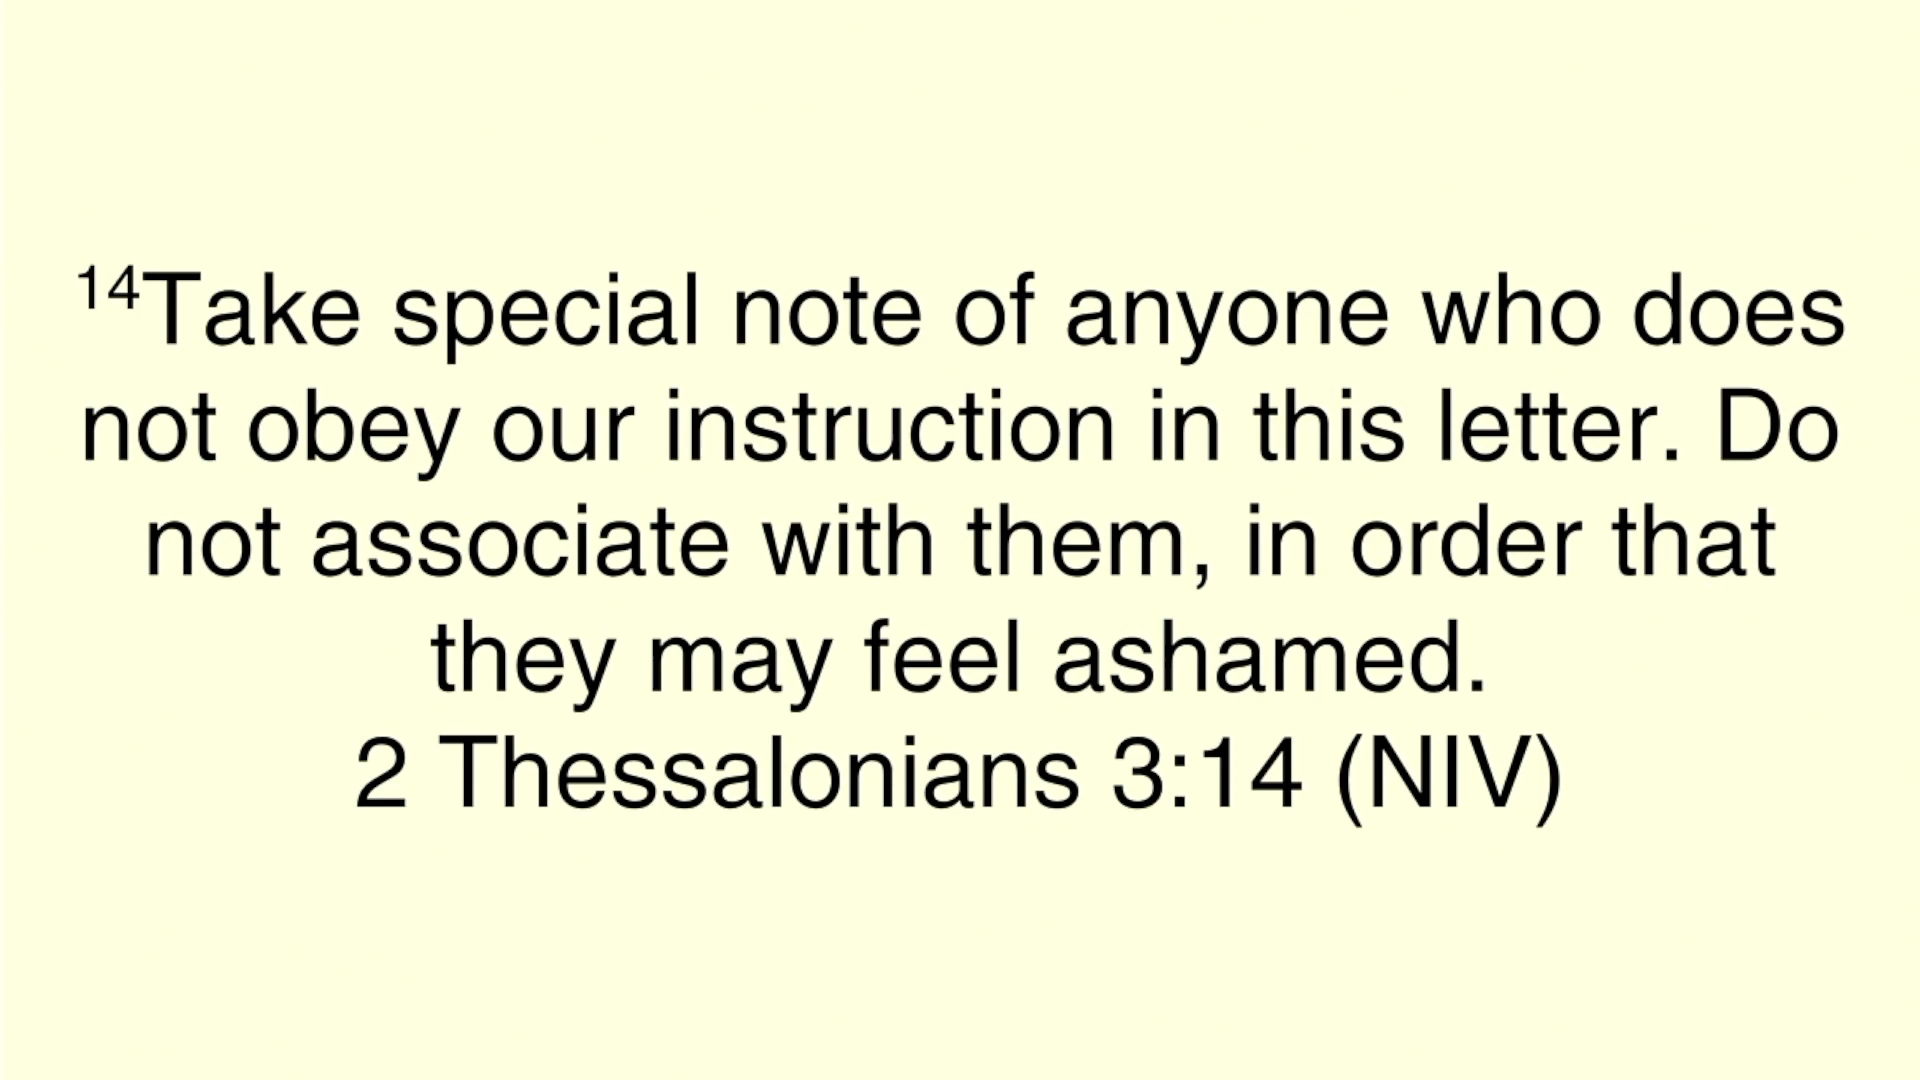 ¹⁴Take special note of anyone who does
not obey our instruction in this letter. Do
not associate with them, in order that
they may feel ashamed.
2 Thessalonians 3:14 (NIV)